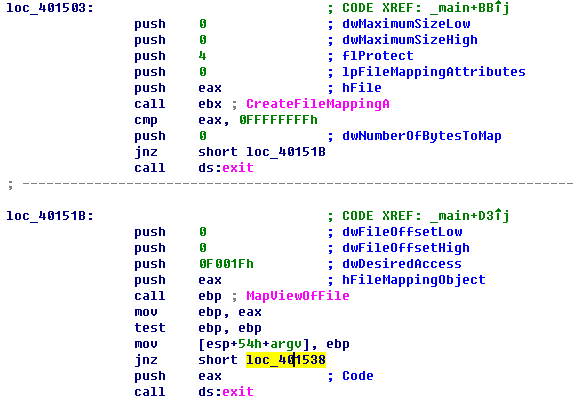 loc_401503: ; CODE XREF: _main+BB↑j
push 0 ; dwMaximumSizeLow
push 0 ; dwMaximumSizeHigh
push 4 ; flProtect
push 0 ; lpFileMappingAttributes
push eax ; hFile
call ebx ; CreateFileMappingA
cmp eax, 0FFFFFFFFh
push 0 ; dwNumberOfBytesToMap
jnz short loc_40151B
call ds:exit
; ---------------------------------------------------------------------------
loc_40151B: ; CODE XREF: _main+D3↑j
push 0 ; dwFileOffsetLow
push 0 ; dwFileOffsetHigh
push 0F001Fh ; dwDesiredAccess
push eax ; hFileMappingObject
call ebp ; MapViewOfFile
mov ebp, eax
test ebp, ebp
mov [esp+54h+argv], ebp
jnz short loc_401538
push eax ; Code
call ds:exit